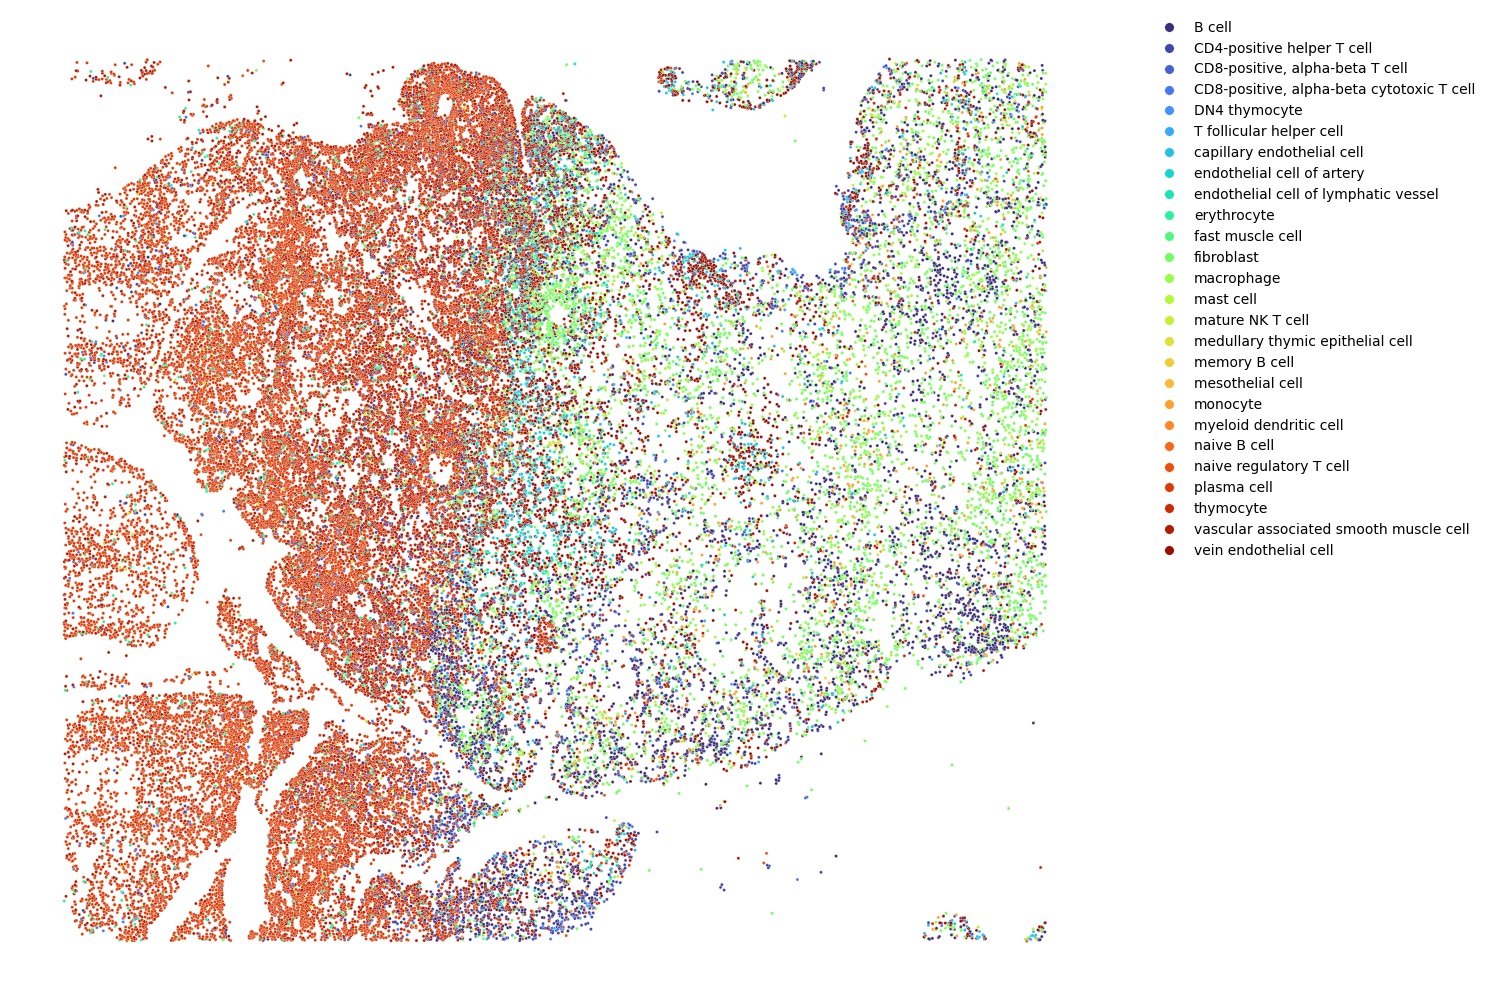 B cell
CD4-positive helper T cell
CD8-positive, alpha-beta T cell
CD8-positive, alpha-beta cytotoxic T cell
DN4 thymocyte
T follicular helper cell
capillary endothelial cell
endothelial cell of artery
endothelial cell of lymphatic vessel
erythrocyte
fast muscle cell
fibroblast
macrophage
mast cell
mature NK T cell
medullary thymic epithelial cell
memory B cell
mesothelial cell
monocyte
myeloid dendritic cell
naive B cell
naive regulatory T cell
plasma cell
thymocyte
vascular associated smooth muscle cell
vein endothelial cell